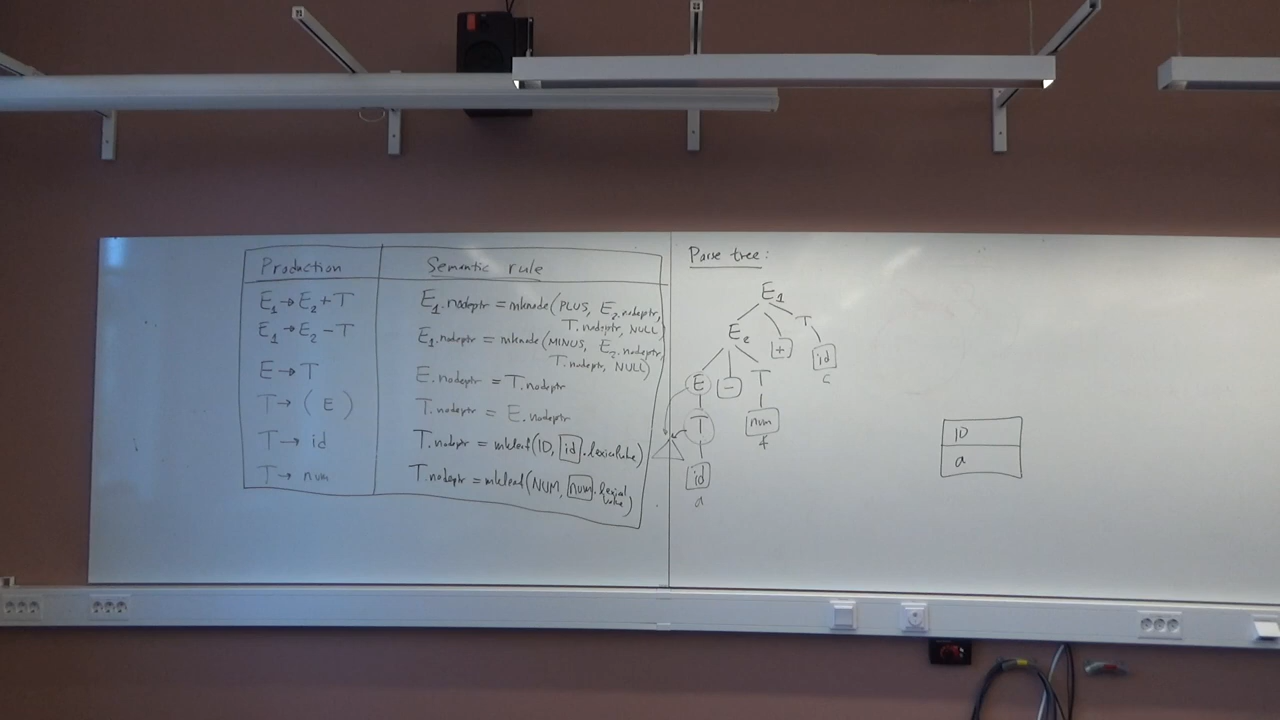 Production Semantic rule
E₁ → E₂ + T E₁.nodeptr = mknode(PLUS, E₂.nodeptr,
T.nodeptr, NULL)
E₁ → E₂ - T E₁.nodeptr = mknode(MINUS, E₂.nodeptr,
T.nodeptr, NULL)
E → T E.nodeptr = T.nodeptr
T → ( E ) T.nodeptr = E.nodeptr
T → id T.nodeptr = mkleaf(ID, id.lexicalvalue)
T → num T.nodeptr = mkleaf(NUM, num.lexical
value)
Parse tree:
E₁
E₂ + T
id
c
E - T
T num
4
id
a
ID
a